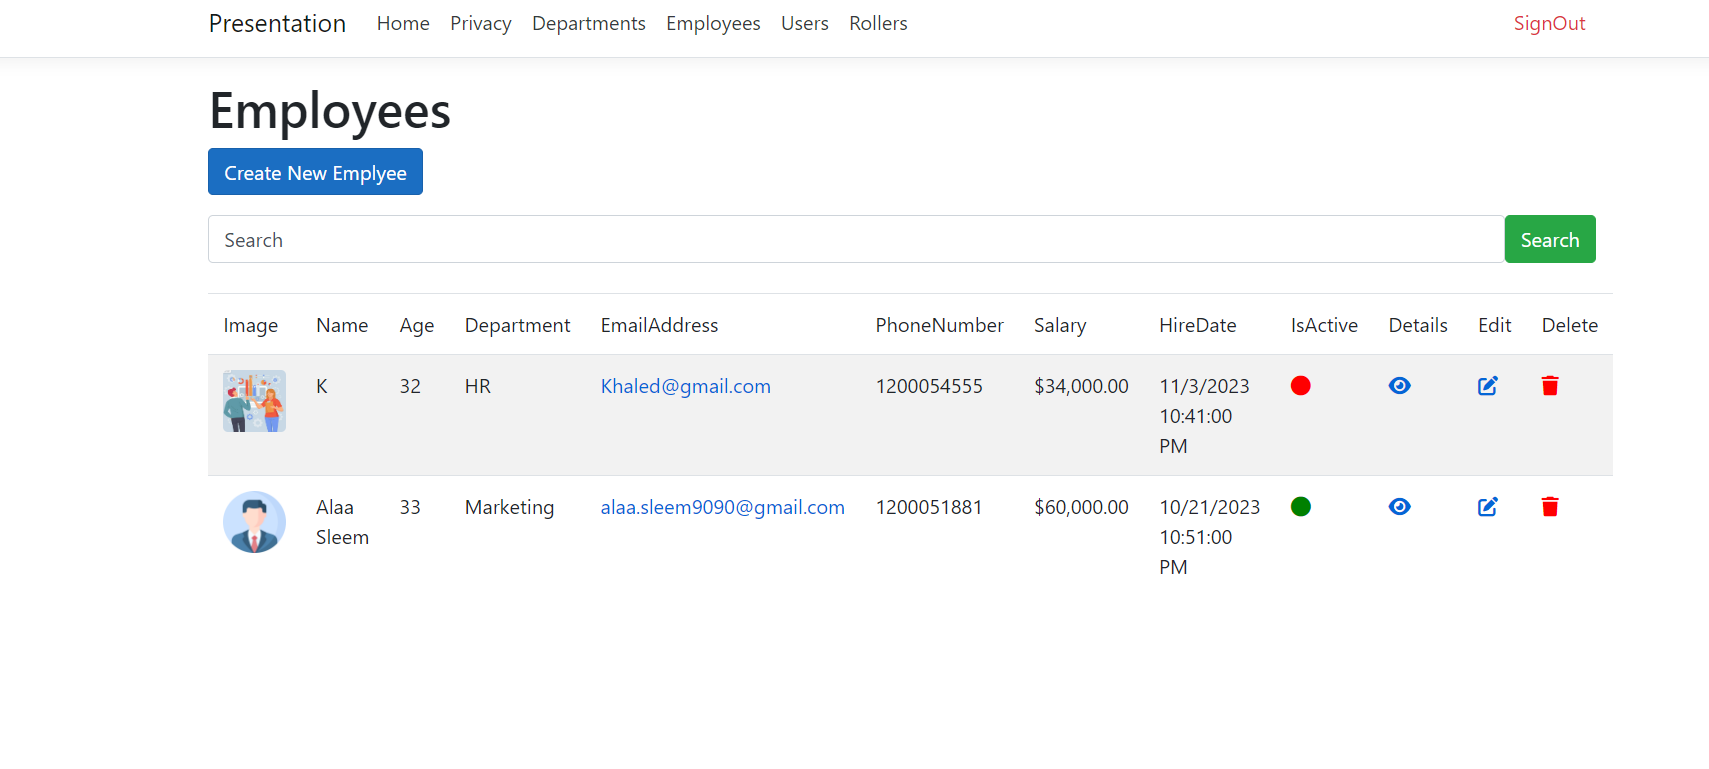 Presentation Home Privacy Departments Employees Users Rollers SignOut
Employees
Create New Emplyee
Search Search
Image Name Age Department EmailAddress PhoneNumber Salary HireDate IsActive Details Edit Delete
K 32 HR Khaled@gmail.com 1200054555 $34,000.00 11/3/2023
10:41:00
PM
Alaa 33 Marketing alaa.sleem9090@gmail.com 1200051881 $60,000.00 10/21/2023
Sleem 10:51:00
PM